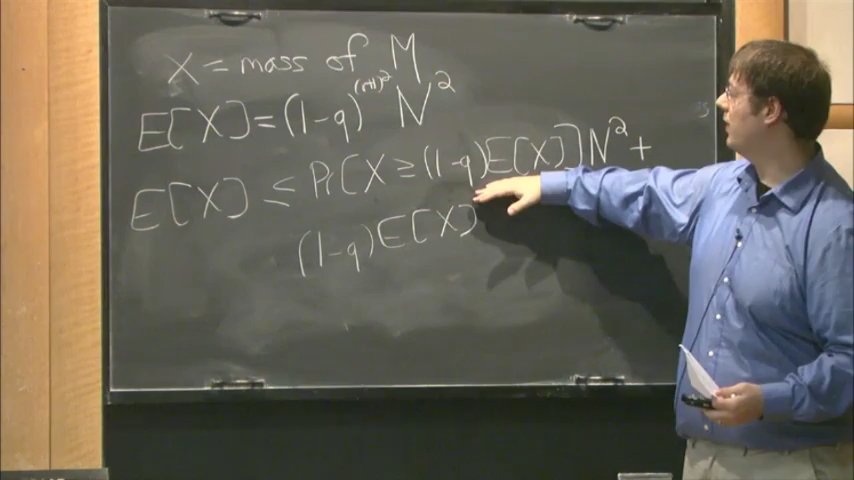 X = mass of M
E[X] = (1-q)^{(n+1)^2} N^2
E[X] ≤ Pr[X ≥ (1-q)E[X]]N^2 +
(1-q)E[X]